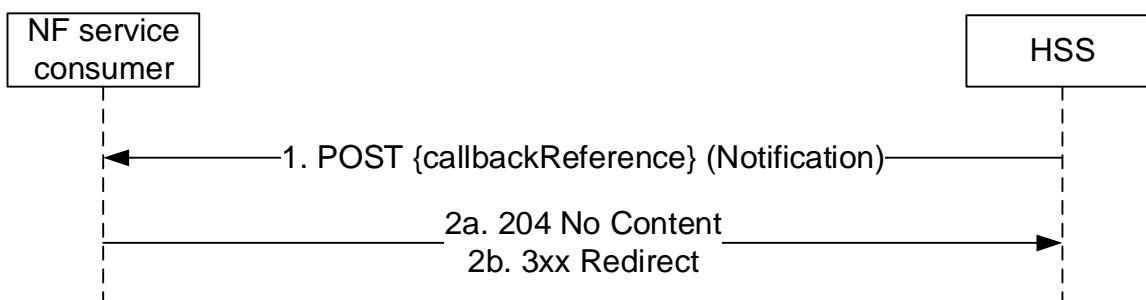 NF service
consumer
HSS
1. POST {callbackReference} (Notification)
2a. 204 No Content
2b. 3xx Redirect